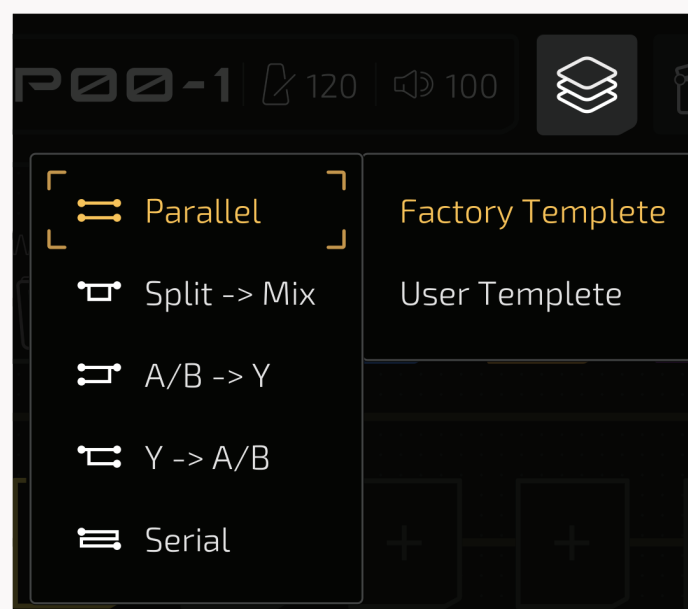 P00-1 120 100
Parallel
Split -> Mix
A/B -> Y
Y -> A/B
Serial
Factory Templete
User Templete